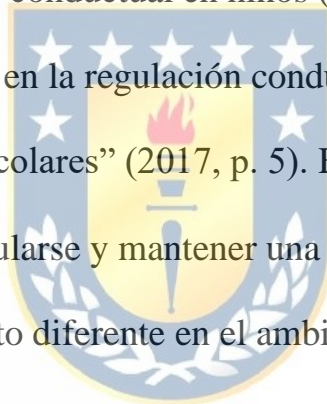 conductual en niños (
en la regulación condu
colares” (2017, p. 5). E
ularse y mantener una
to diferente en el ambi